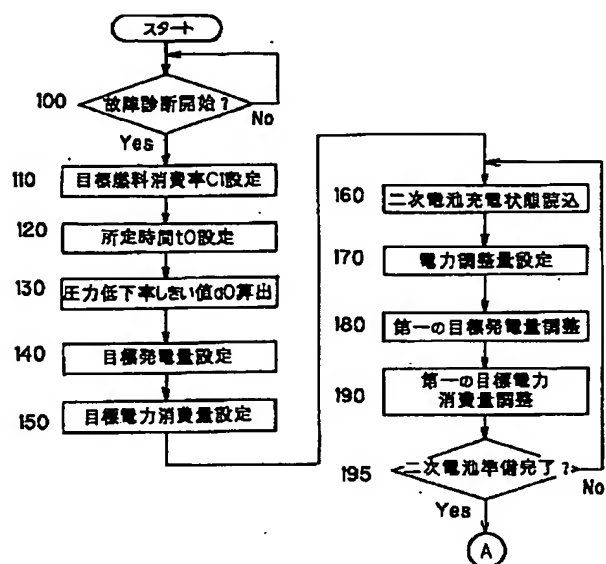 スタート
100
故障診断開始?
No
Yes
110
目標燃料消費率C1設定
120
所定時間t0設定
130
圧力低下率しきい値α0算出
140
目標発電量設定
150
目標電力消費量設定
160
二次電池充電状態読込
170
電力調整量設定
180
第一の目標発電量調整
190
第一の目標電力
消費量調整
195
二次電池準備完了?
No
Yes
A